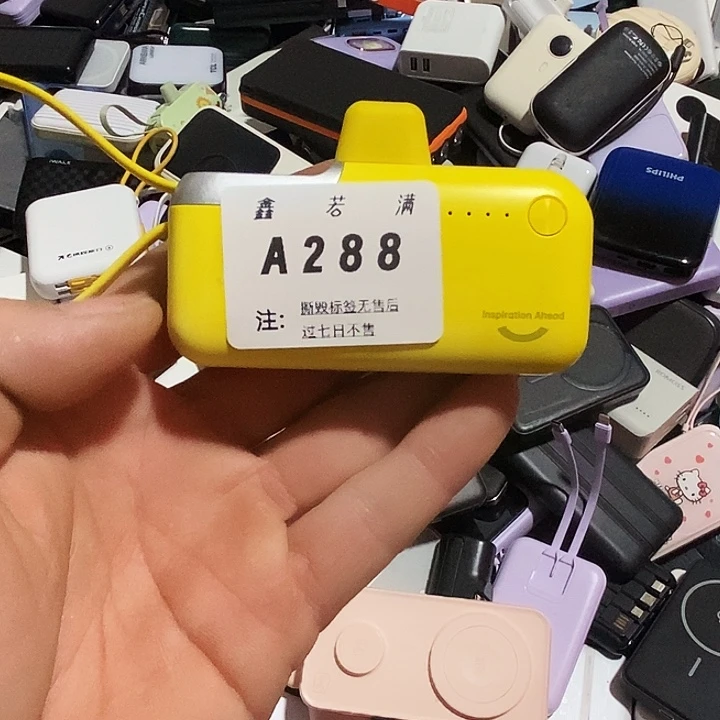 鑫 若 满
A288
注:
撕毁标签无售后
过七日不售
Inspiration Ahead
PHILIPS